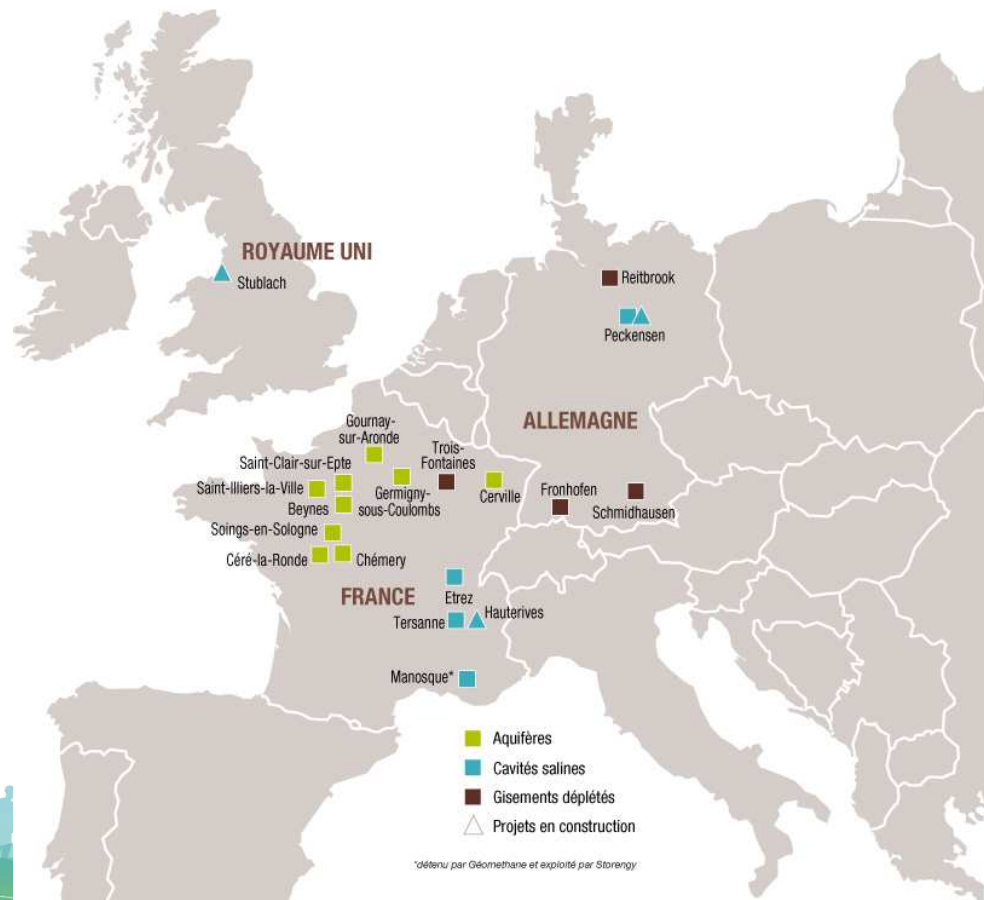 ROYAUME UNI
Stublach
Reitbrook
Peckensen
ALLEMAGNE
Gournay-
sur-Aronde
Trois-
Fontaines
Saint-Clair-sur-Epte
Saint-Illiers-la-Ville
Germigny-
sous-Coulombs
Cerville
Fronhofen
Schmidhausen
Beynes
Soings-en-Sologne
Céré-la-Ronde
Chémery
FRANCE
Etrez
Hauterives
Tersanne
Manosque*
Aquifères
Cavités salines
Gisements déplétés
Projets en construction
*détenu par Géomethane et exploité par Storengy